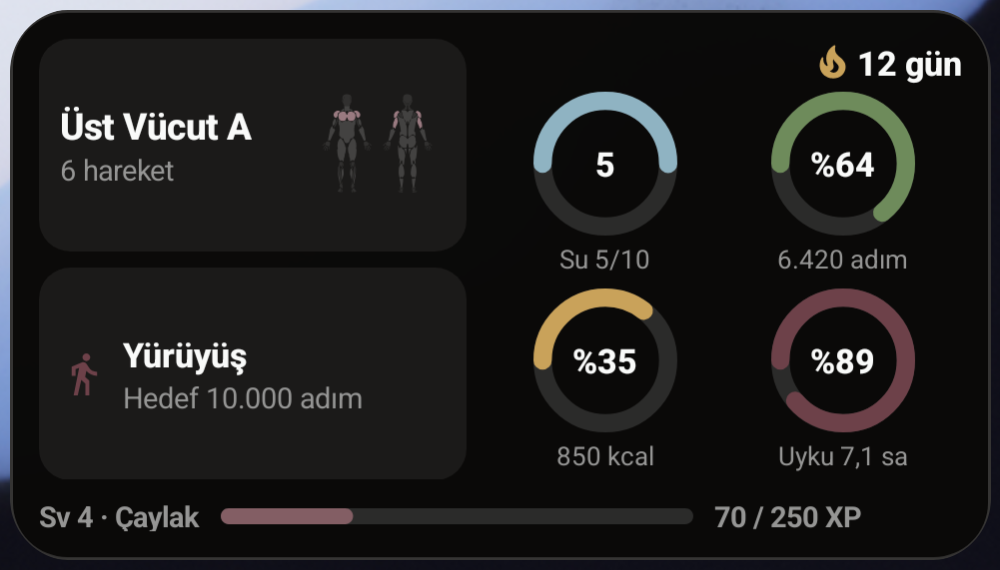 12 gün
Üst Vücut A
6 hareket
5
Su 5/10
%64
6.420 adım
Yürüyüş
Hedef 10.000 adım
%35
850 kcal
%89
Uyku 7,1 sa
Sv 4 · Çaylak
70 / 250 XP